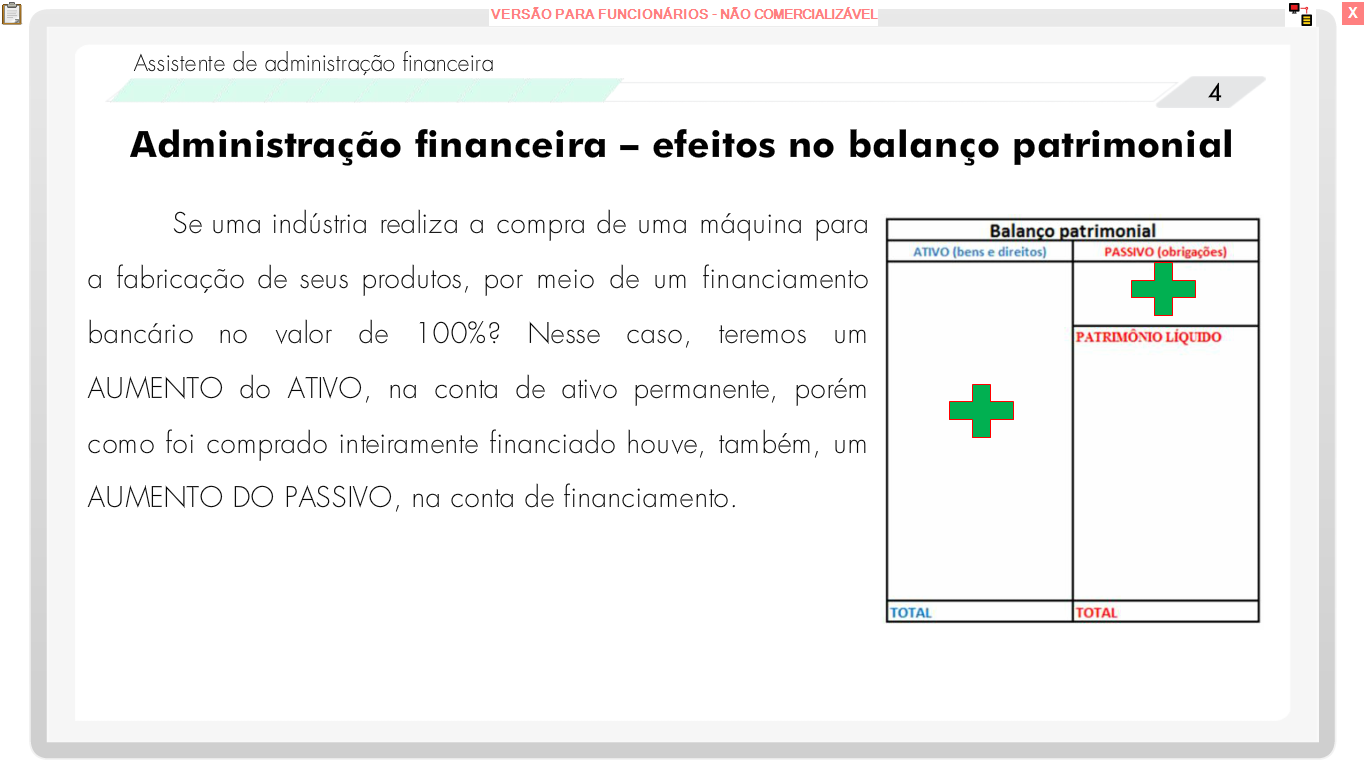 VERSÃO PARA FUNCIONÁRIOS - NÃO COMERCIALIZÁVEL
X
Assistente de administração financeira
4
Administração financeira – efeitos no balanço patrimonial
Se uma indústria realiza a compra de uma máquina para
a fabricação de seus produtos, por meio de um financiamento
bancário no valor de 100%? Nesse caso, teremos um
AUMENTO do ATIVO, na conta de ativo permanente, porém
como foi comprado inteiramente financiado houve, também, um
AUMENTO DO PASSIVO, na conta de financiamento.
Balanço patrimonial
ATIVO (bens e direitos) PASSIVO (obrigações)
PATRIMÔNIO LÍQUIDO
TOTAL TOTAL